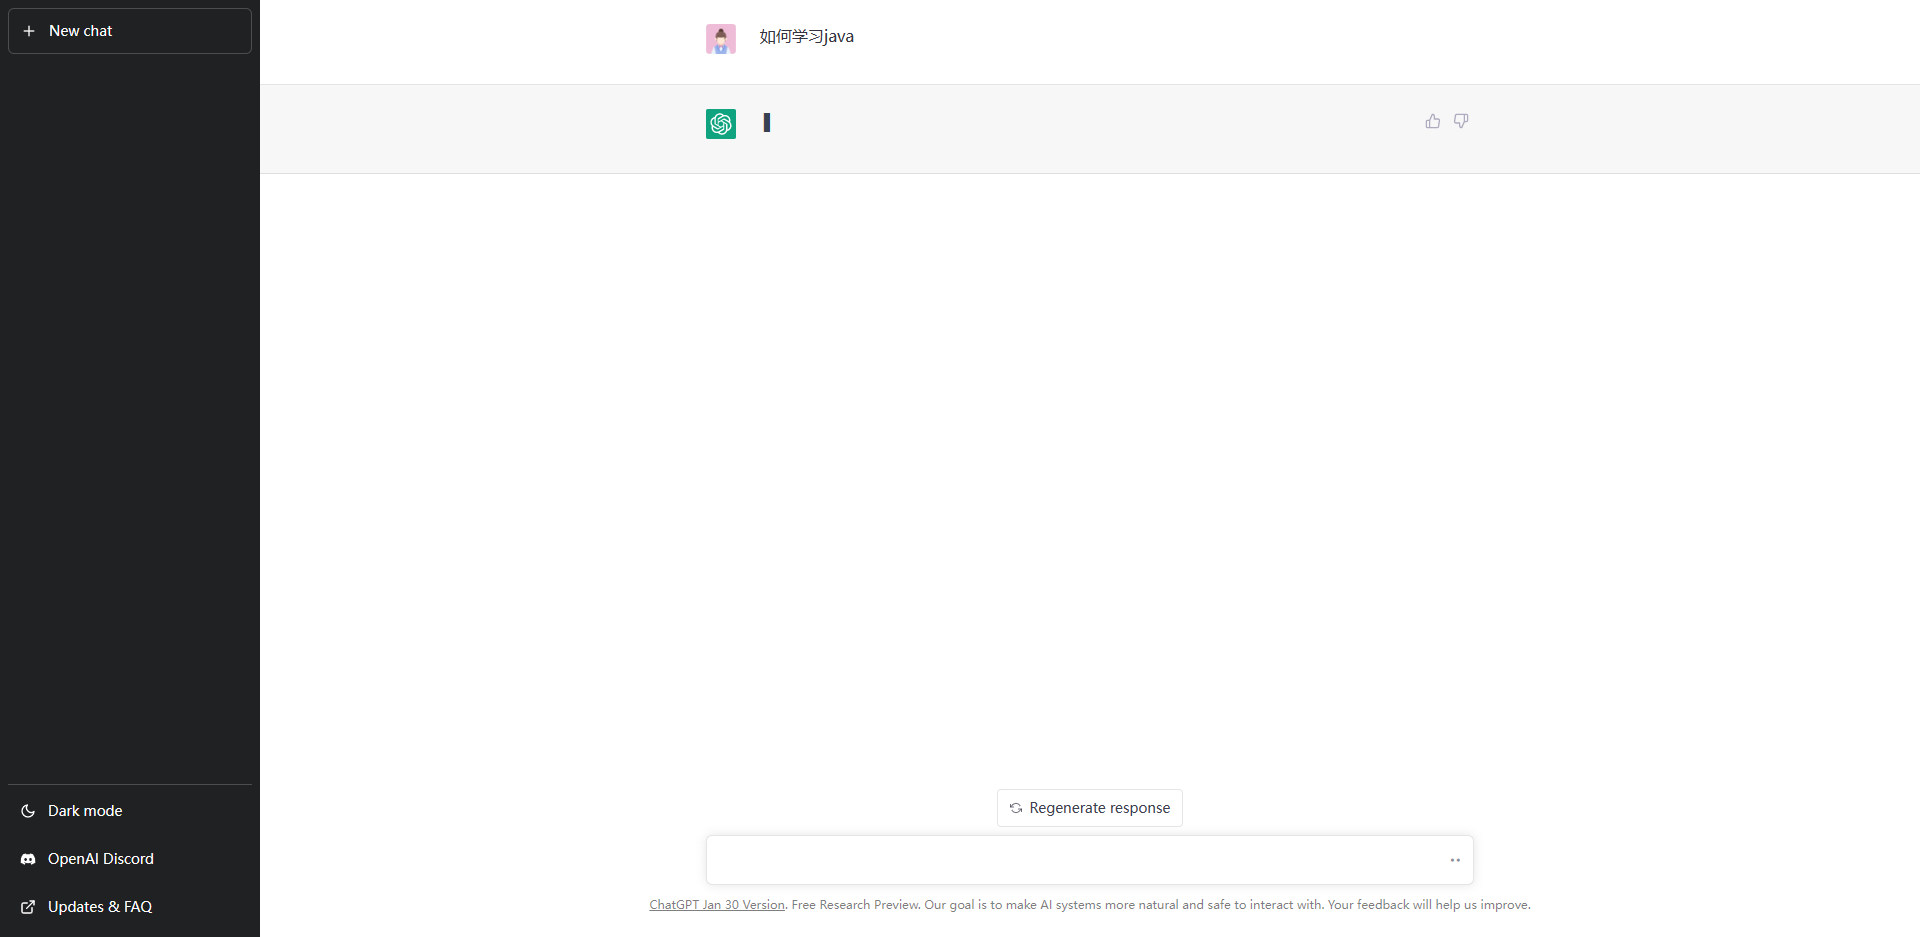 New chat
如何学习java
Regenerate response
Dark mode
OpenAI Discord
Updates & FAQ
ChatGPT Jan 30 Version. Free Research Preview. Our goal is to make AI systems more natural and safe to interact with. Your feedback will help us improve.